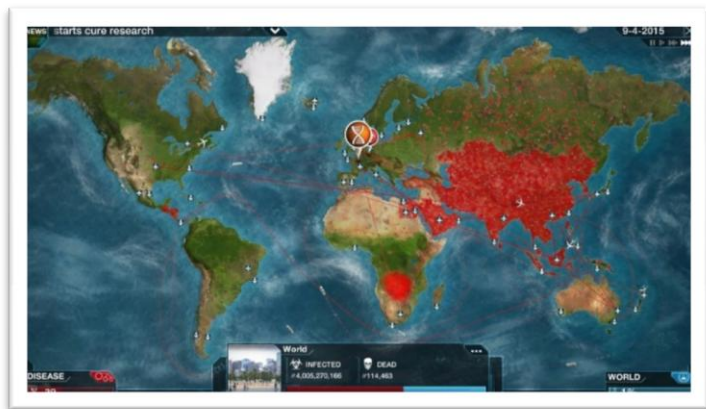 NEWS starts cure research
9-4-2015
World
INFECTED DEAD
4,005,270,166 114,463
DISEASE
WORLD